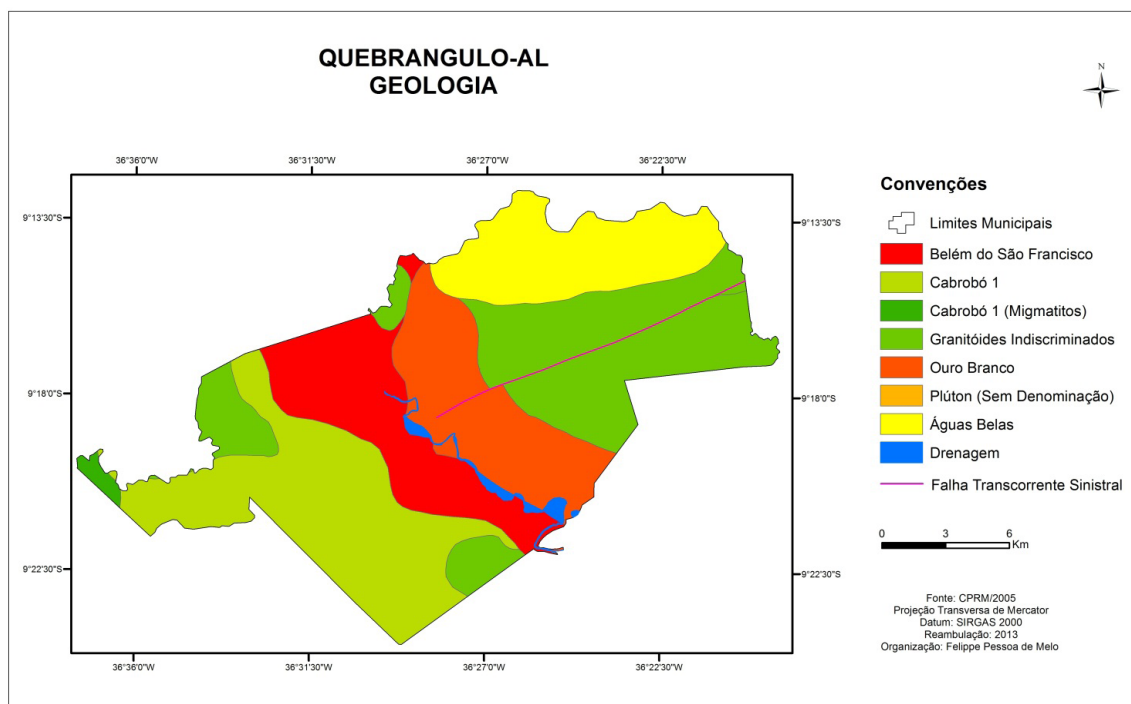 QUEBRANGULO-AL
GEOLOGIA
N
36°36'0"W
36°31'30"W
36°27'0"W
36°22'30"W
9°13'30"S
9°13'30"S
9°18'0"S
9°18'0"S
9°22'30"S
9°22'30"S
36°36'0"W
36°31'30"W
36°27'0"W
36°22'30"W
Convenções
Limites Municipais
Belém do São Francisco
Cabrobó 1
Cabrobó 1 (Migmatitos)
Granitóides Indiscriminados
Ouro Branco
Plúton (Sem Denominação)
Águas Belas
Drenagem
Falha Transcorrente Sinistral
0 3 6
Km
Fonte: CPRM/2005
Projeção Transversa de Mercator
Datum: SIRGAS 2000
Reambulação: 2013
Organização: Felippe Pessoa de Melo